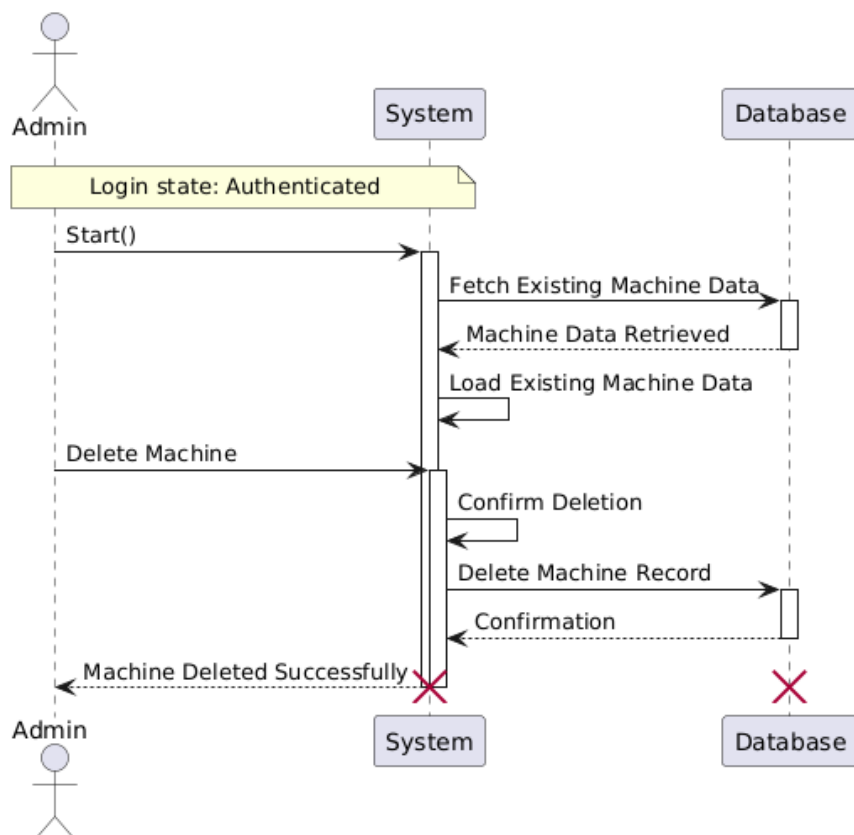 Admin
System
Database
Login state: Authenticated
Start()
Fetch Existing Machine Data
Machine Data Retrieved
Load Existing Machine Data
Delete Machine
Confirm Deletion
Delete Machine Record
Confirmation
Machine Deleted Successfully
Admin
System
Database